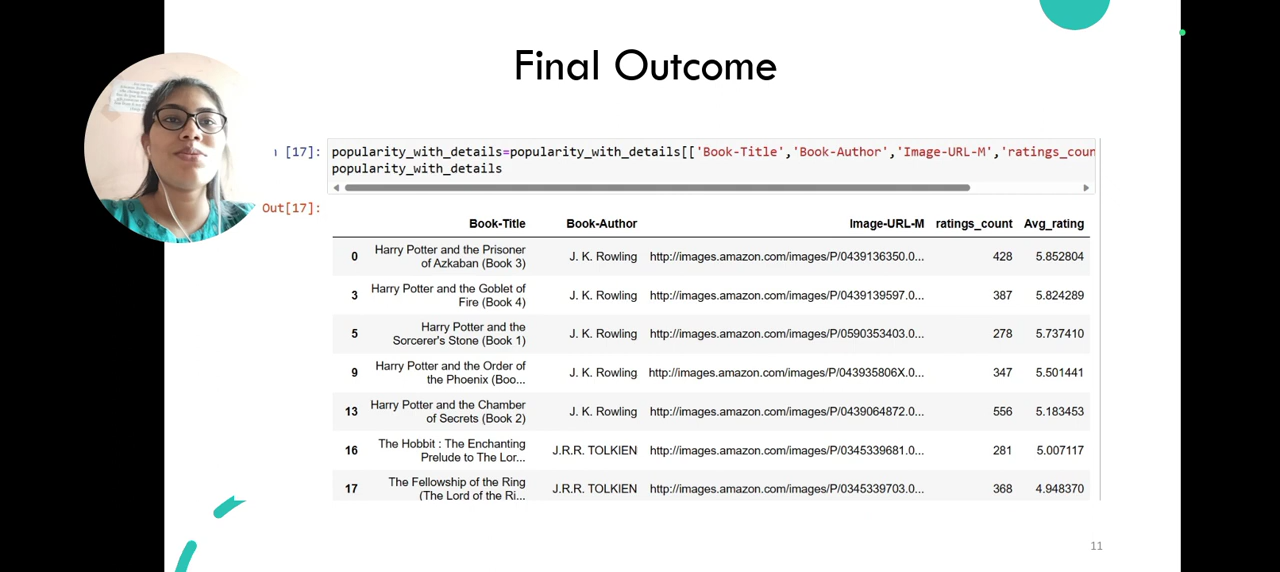 Final Outcome
[17]: popularity_with_details=popularity_with_details[['Book-Title','Book-Author','Image-URL-M','ratings_coun
popularity_with_details
Out[17]:
Book-Title Book-Author Image-URL-M ratings_count Avg_rating
0 Harry Potter and the Prisoner
of Azkaban (Book 3) J. K. Rowling http://images.amazon.com/images/P/0439136350.0... 428 5.852804
3 Harry Potter and the Goblet of
Fire (Book 4) J. K. Rowling http://images.amazon.com/images/P/0439139597.0... 387 5.824289
5 Harry Potter and the
Sorcerer's Stone (Book 1) J. K. Rowling http://images.amazon.com/images/P/0590353403.0... 278 5.737410
9 Harry Potter and the Order of
the Phoenix (Boo... J. K. Rowling http://images.amazon.com/images/P/043935806X.0... 347 5.501441
13 Harry Potter and the Chamber
of Secrets (Book 2) J. K. Rowling http://images.amazon.com/images/P/0439064872.0... 556 5.183453
16 The Hobbit : The Enchanting
Prelude to The Lor... J.R.R. TOLKIEN http://images.amazon.com/images/P/0345339681.0... 281 5.007117
17 The Fellowship of the Ring
(The Lord of the Ri... J.R.R. TOLKIEN http://images.amazon.com/images/P/0345339703.0... 368 4.948370
11